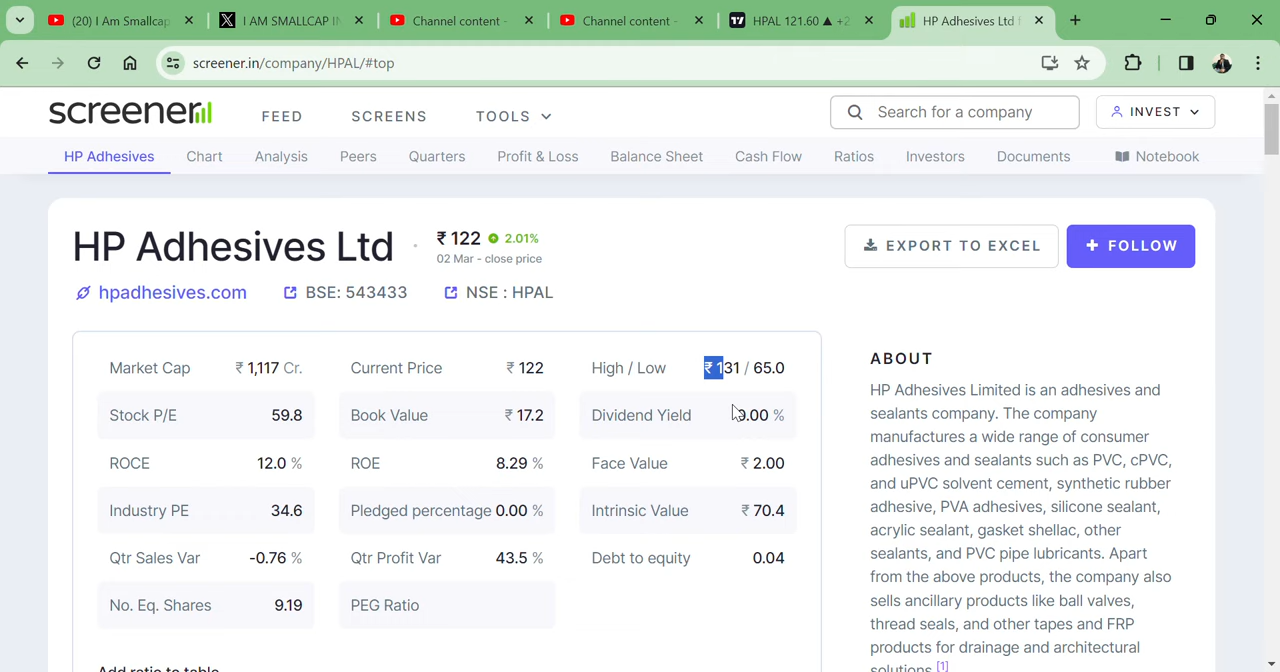 (20) I Am Smallcap
I AM SMALLCAP IN
Channel content -
Channel content -
HPAL 121.60 ▲ +2
HP Adhesives Ltd
screener.in/company/HPAL/#top
screener
FEED
SCREENS
TOOLS
Search for a company
INVEST
HP Adhesives
Chart
Analysis
Peers
Quarters
Profit & Loss
Balance Sheet
Cash Flow
Ratios
Investors
Documents
Notebook
HP Adhesives Ltd
₹ 122 2.01%
02 Mar - close price
EXPORT TO EXCEL
+ FOLLOW
hpadhesives.com
BSE: 543433
NSE : HPAL
Market Cap ₹ 1,117 Cr.
Current Price ₹ 122
High / Low ₹ 131 / 65.0
Stock P/E 59.8
Book Value ₹ 17.2
Dividend Yield 0.00 %
ROCE 12.0 %
ROE 8.29 %
Face Value ₹ 2.00
Industry PE 34.6
Pledged percentage 0.00 %
Intrinsic Value ₹ 70.4
Qtr Sales Var -0.76 %
Qtr Profit Var 43.5 %
Debt to equity 0.04
No. Eq. Shares 9.19
PEG Ratio
Add ratio to table
ABOUT
HP Adhesives Limited is an adhesives and
sealants company. The company
manufactures a wide range of consumer
adhesives and sealants such as PVC, cPVC,
and uPVC solvent cement, synthetic rubber
adhesive, PVA adhesives, silicone sealant,
acrylic sealant, gasket shellac, other
sealants, and PVC pipe lubricants. Apart
from the above products, the company also
sells ancillary products like ball valves,
thread seals, and other tapes and FRP
products for drainage and architectural
solutions [1]